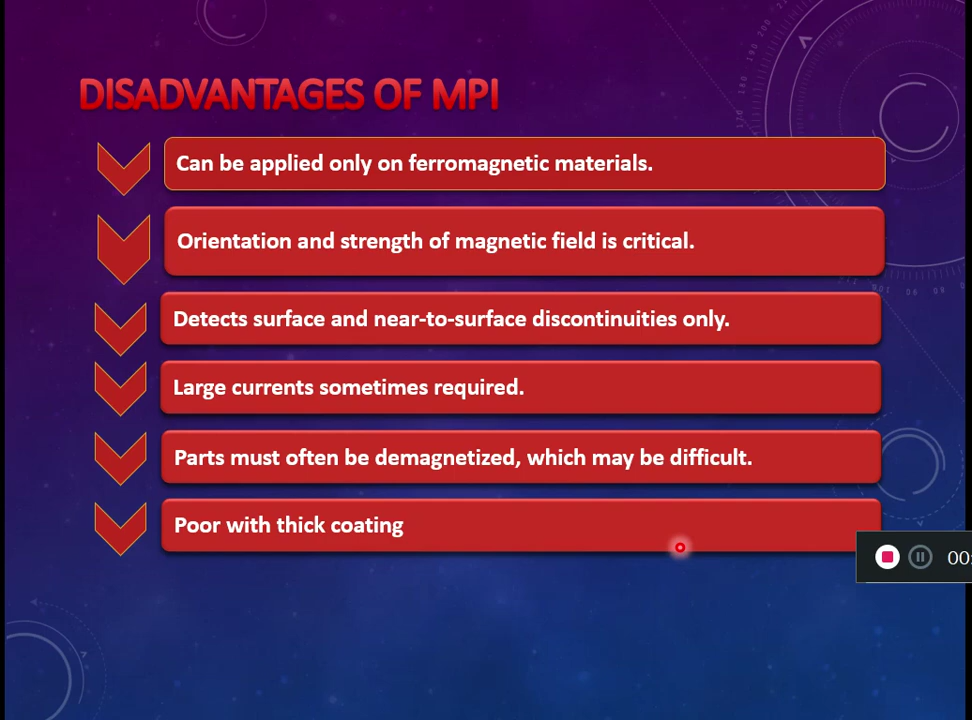 DISADVANTAGES OF MPI
Can be applied only on ferromagnetic materials.
Orientation and strength of magnetic field is critical.
Detects surface and near-to-surface discontinuities only.
Large currents sometimes required.
Parts must often be demagnetized, which may be difficult.
Poor with thick coating
00: